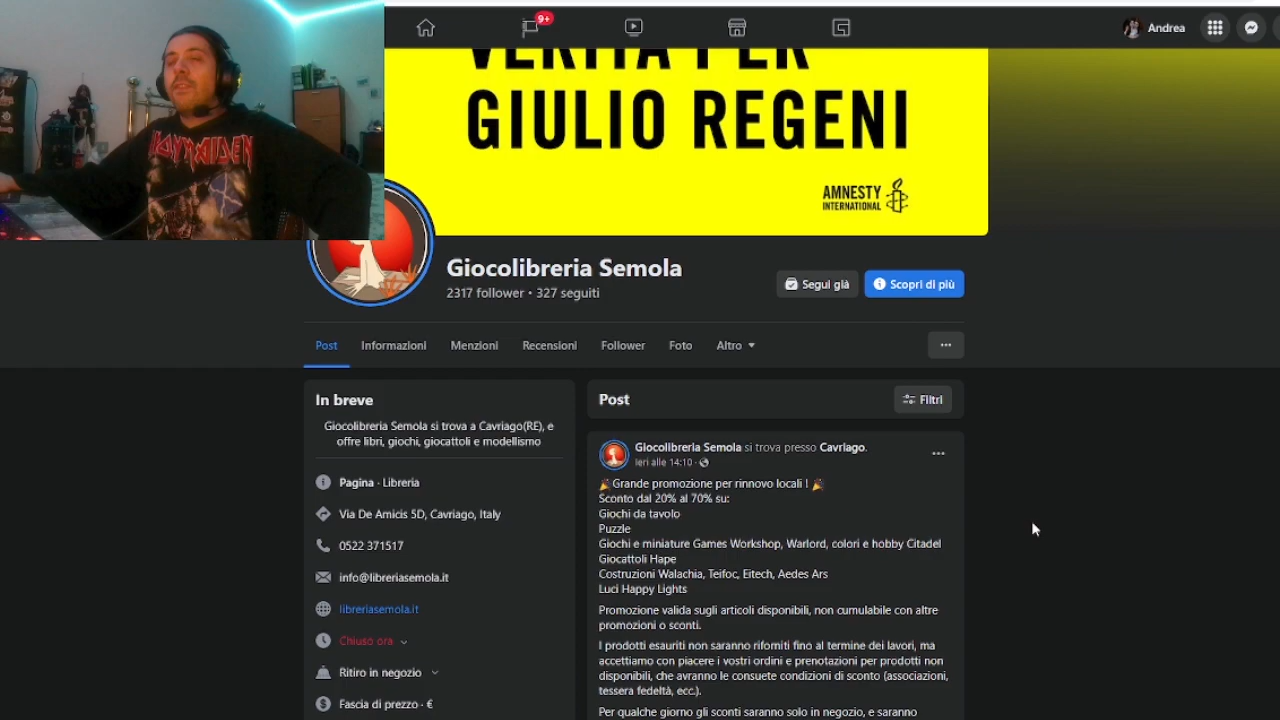 9+
Andrea
VERITÀ PER
GIULIO REGENI
AMNESTY
INTERNATIONAL
IRON MAIDEN
Giocolibreria Semola
2317 follower • 327 seguiti
Segui già
Scopri di più
Post
Informazioni
Menzioni
Recensioni
Follower
Foto
Altro
In breve
Giocolibreria Semola si trova a Cavriago(RE), e
offre libri, giochi, giocattoli e modellismo
Pagina · Libreria
Via De Amicis 5D, Cavriago, Italy
0522 371517
info@libreriasemola.it
libreriasemola.it
Chiuso ora
Ritiro in negozio
Fascia di prezzo · €
Post
Filtri
Giocolibreria Semola si trova presso Cavriago.
Ieri alle 14:10 ·
🎉Grande promozione per rinnovo locali ! 🎉
Sconto dal 20% al 70% su:
Giochi da tavolo
Puzzle
Giochi e miniature Games Workshop, Warlord, colori e hobby Citadel
Giocattoli Hape
Costruzioni Walachia, Teifoc, Eitech, Aedes Ars
Luci Happy Lights
Promozione valida sugli articoli disponibili, non cumulabile con altre
promozioni o sconti.
I prodotti esauriti non saranno riforniti fino al termine dei lavori, ma
accettiamo con piacere i vostri ordini e prenotazioni per prodotti non
disponibili, che avranno le consuete condizioni di sconto (associazioni,
tessera fedeltà, ecc.).
Per qualche giorno gli sconti saranno solo in negozio, e saranno